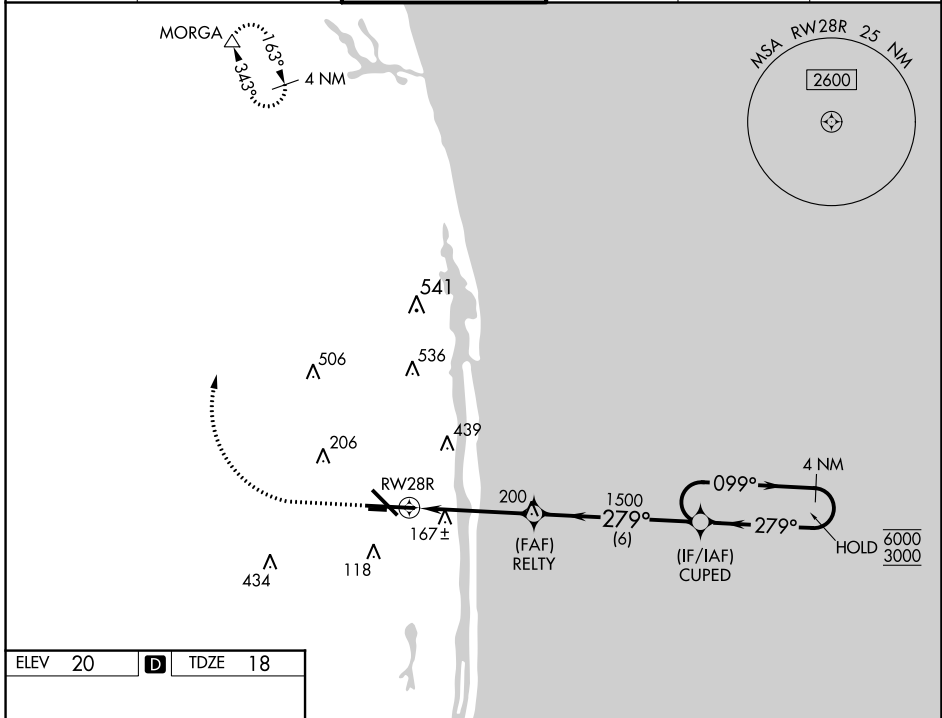 MORGA
163°
343°
4 NM
MSA RW28R 25 NM
2600
541
506
536
206
439
RW28R
167±
118
434
200
(FAF)
RELTY
1500
279°
(6)
(IF/IAF)
CUPED
099°
279°
4 NM
HOLD 6000
3000
ELEV 20 D TDZE 18